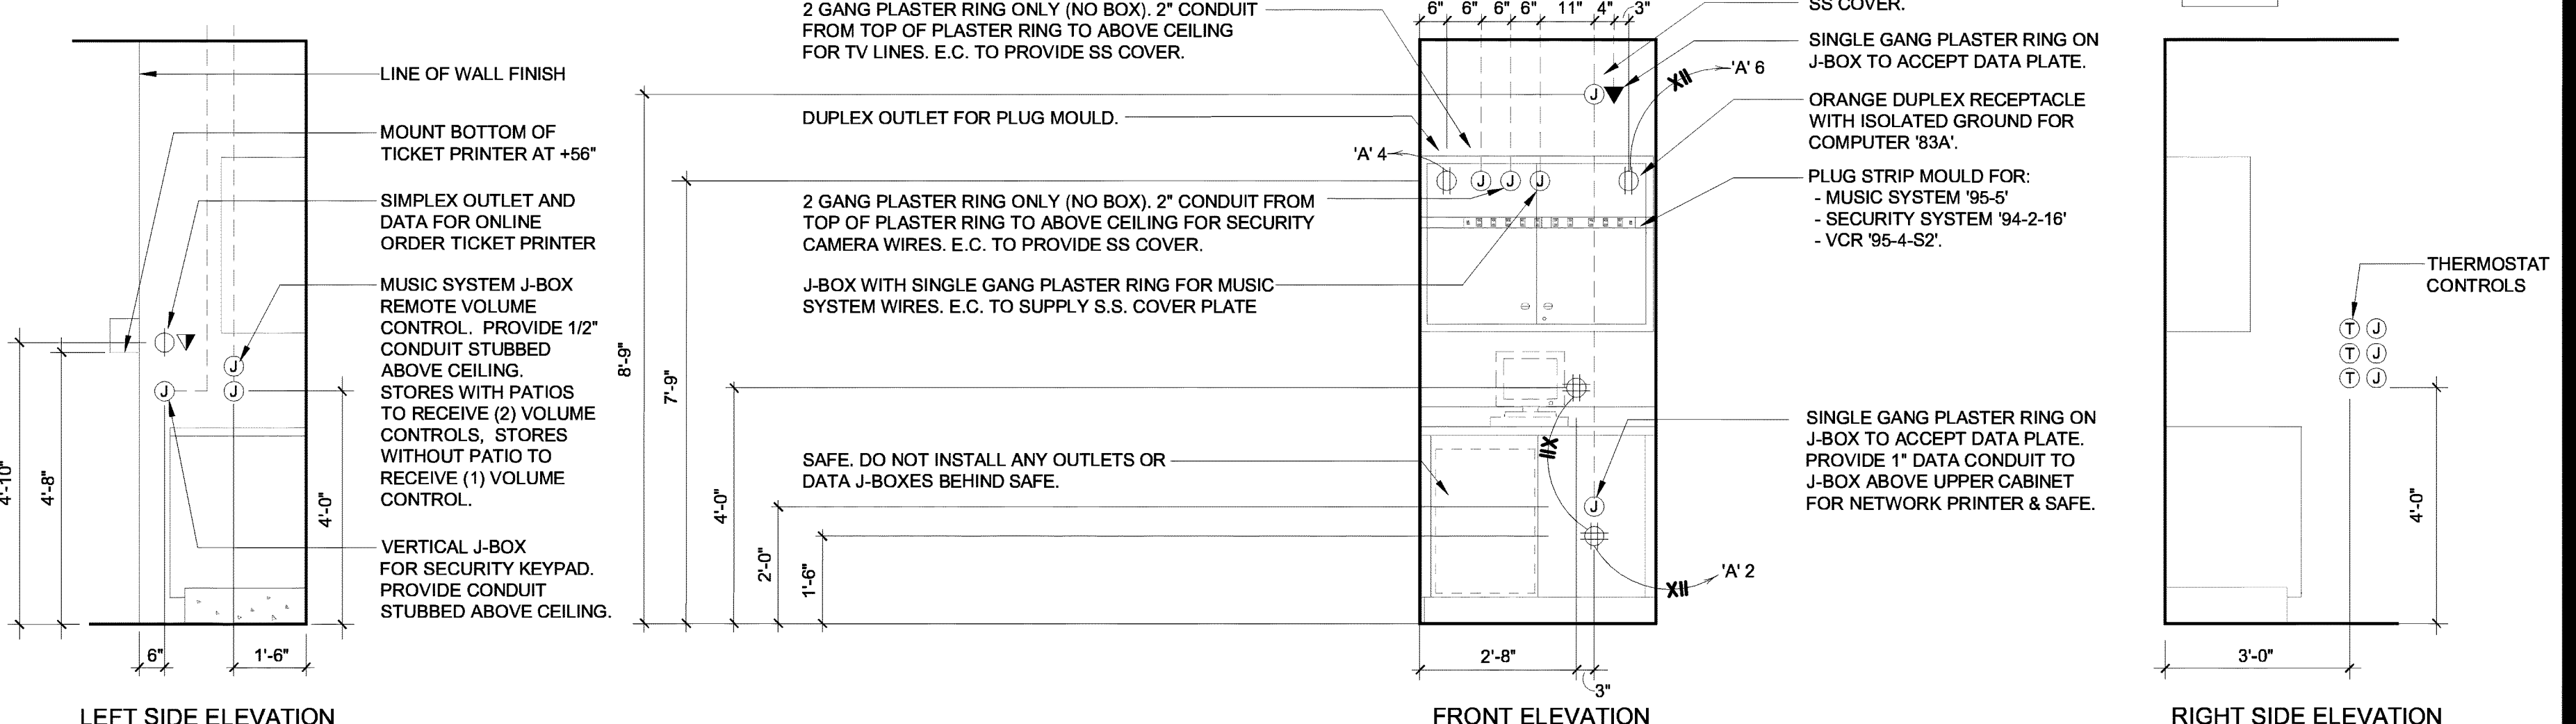 LINE OF WALL FINISH
MOUNT BOTTOM OF
TICKET PRINTER AT +56"
SIMPLEX OUTLET AND
DATA FOR ONLINE
ORDER TICKET PRINTER
MUSIC SYSTEM J-BOX
REMOTE VOLUME
CONTROL. PROVIDE 1/2"
CONDUIT STUBBED
ABOVE CEILING.
STORES WITH PATIOS
TO RECEIVE (2) VOLUME
CONTROLS, STORES
WITHOUT PATIO TO
RECEIVE (1) VOLUME
CONTROL.
VERTICAL J-BOX
FOR SECURITY KEYPAD.
PROVIDE CONDUIT
STUBBED ABOVE CEILING.
J
J
J
4'-10"
4'-8"
4'-0"
6"
1'-6"
LEFT SIDE ELEVATION
2 GANG PLASTER RING ONLY (NO BOX). 2" CONDUIT
FROM TOP OF PLASTER RING TO ABOVE CEILING
FOR TV LINES. E.C. TO PROVIDE SS COVER.
DUPLEX OUTLET FOR PLUG MOULD.
2 GANG PLASTER RING ONLY (NO BOX). 2" CONDUIT FROM
TOP OF PLASTER RING TO ABOVE CEILING FOR SECURITY
CAMERA WIRES. E.C. TO PROVIDE SS COVER.
J-BOX WITH SINGLE GANG PLASTER RING FOR MUSIC
SYSTEM WIRES. E.C. TO SUPPLY S.S. COVER PLATE
SAFE. DO NOT INSTALL ANY OUTLETS OR
DATA J-BOXES BEHIND SAFE.
8'-9"
7'-9"
4'-0"
2'-0"
1'-6"
6" 6" 6" 6" 11" 4" 3"
J
'A' 6
'A' 4
J J J
J
'A' 2
2'-8"
3"
FRONT ELEVATION
SS COVER.
SINGLE GANG PLASTER RING ON
J-BOX TO ACCEPT DATA PLATE.
ORANGE DUPLEX RECEPTACLE
WITH ISOLATED GROUND FOR
COMPUTER '83A'.
PLUG STRIP MOULD FOR:
- MUSIC SYSTEM '95-5'
- SECURITY SYSTEM '94-2-16'
- VCR '95-4-S2'.
SINGLE GANG PLASTER RING ON
J-BOX TO ACCEPT DATA PLATE.
PROVIDE 1" DATA CONDUIT TO
J-BOX ABOVE UPPER CABINET
FOR NETWORK PRINTER & SAFE.
THERMOSTAT
CONTROLS
T J
T J
T J
4'-0"
3'-0"
RIGHT SIDE ELEVATION